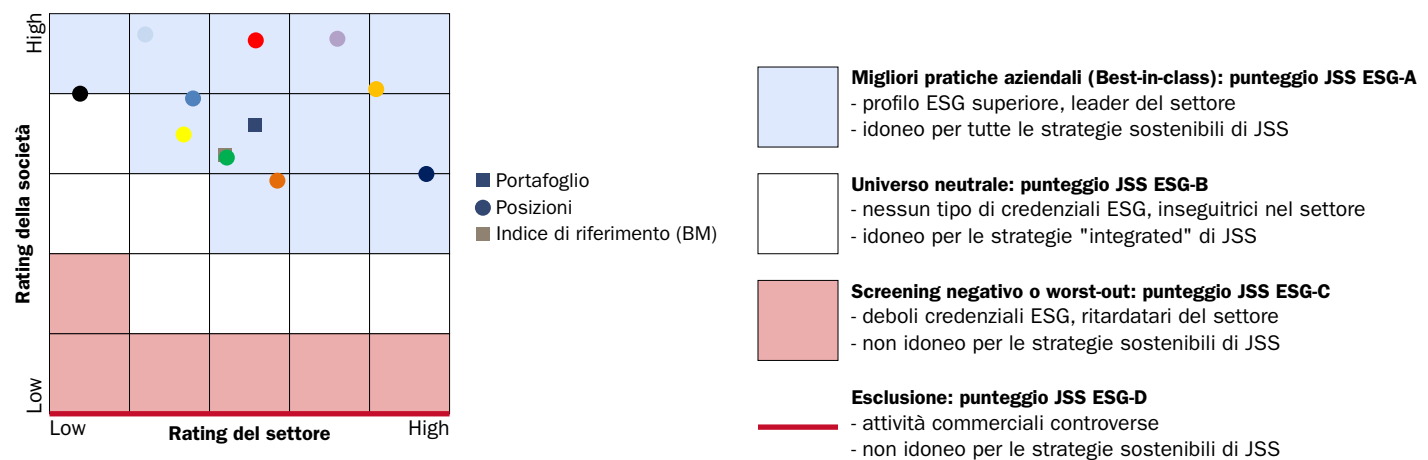 High
Rating della società
Low
Low
Rating del settore
High
Portafoglio
Posizioni
Indice di riferimento (BM)
Migliori pratiche aziendali (Best-in-class): punteggio JSS ESG-A
- profilo ESG superiore, leader del settore
- idoneo per tutte le strategie sostenibili di JSS
Universo neutrale: punteggio JSS ESG-B
- nessun tipo di credenziali ESG, inseguitrici nel settore
- idoneo per le strategie "integrated" di JSS
Screening negativo o worst-out: punteggio JSS ESG-C
- deboli credenziali ESG, ritardatari del settore
- non idoneo per le strategie sostenibili di JSS
Esclusione: punteggio JSS ESG-D
- attività commerciali controverse
- non idoneo per le strategie sostenibili di JSS